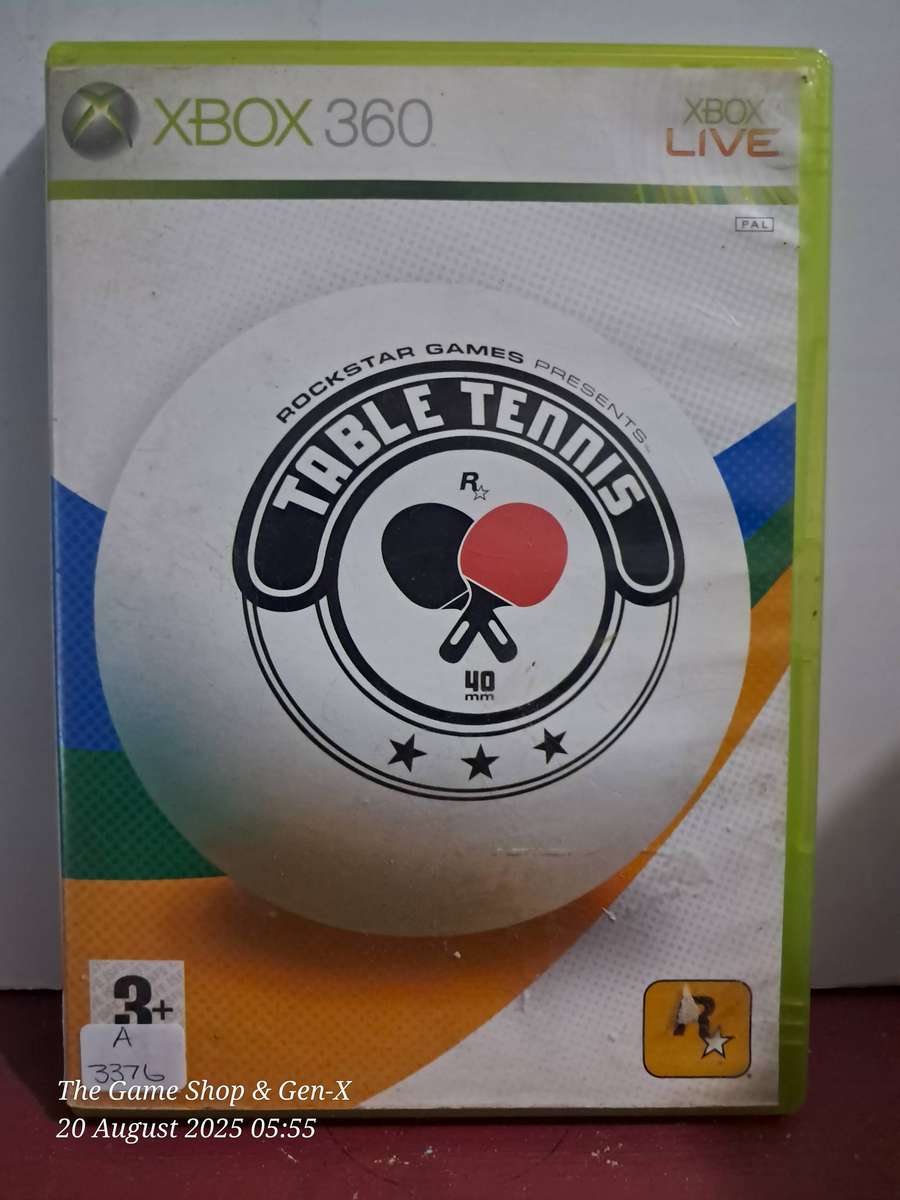 XBOX 360
XBOX
LIVE
PAL
ROCKSTAR GAMES PRESENTS
TABLE TENNIS
R
40
mm
3+
A
3376
R
The Game Shop & Gen-X
20 August 2025 05:55